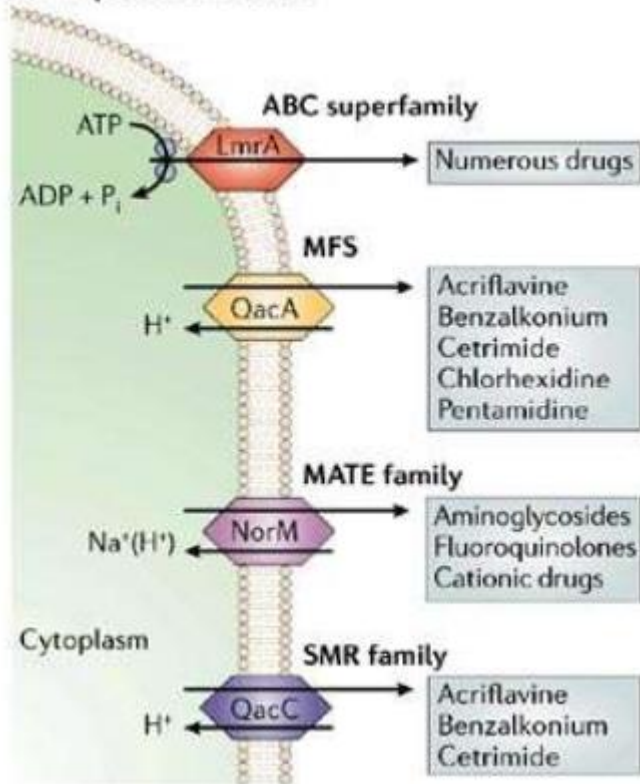 ABC superfamily
ATP
LmrA
Numerous drugs
ADP + Pi
MFS
QacA
H⁺
Acriflavine
Benzalkonium
Cetrimide
Chlorhexidine
Pentamidine
MATE family
NorM
Na⁺(H⁺)
Aminoglycosides
Fluoroquinolones
Cationic drugs
Cytoplasm
SMR family
QacC
H⁺
Acriflavine
Benzalkonium
Cetrimide